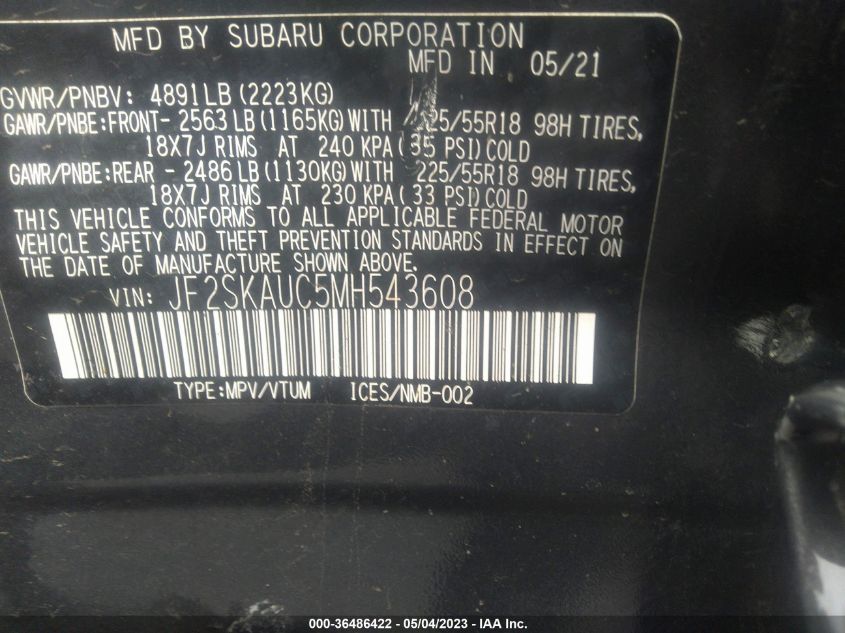 MFD BY SUBARU CORPORATION
MFD IN 05/21
GVWR/PNBV: 4891LB(2223KG)
GAWR/PNBE:FRONT- 2563 LB(1165KG)WITH 225/55R18 98H TIRES,
18X7J RIMS AT 240 KPA(35 PSI)COLD
GAWR/PNBE:REAR - 2486 LB(1130KG)WITH 225/55R18 98H TIRES,
18X7J RIMS AT 230 KPA(33 PSI)COLD
THIS VEHICLE CONFORMS TO ALL APPLICABLE FEDERAL MOTOR
VEHICLE SAFETY AND THEFT PREVENTION STANDARDS IN EFFECT ON
THE DATE OF MANUFACTURE SHOWN ABOVE.
VIN: JF2SKAUC5MH543608
TYPE:MPV/VTUM ICES/NMB-002
000-36486422 - 05/04/2023 - IAA Inc.